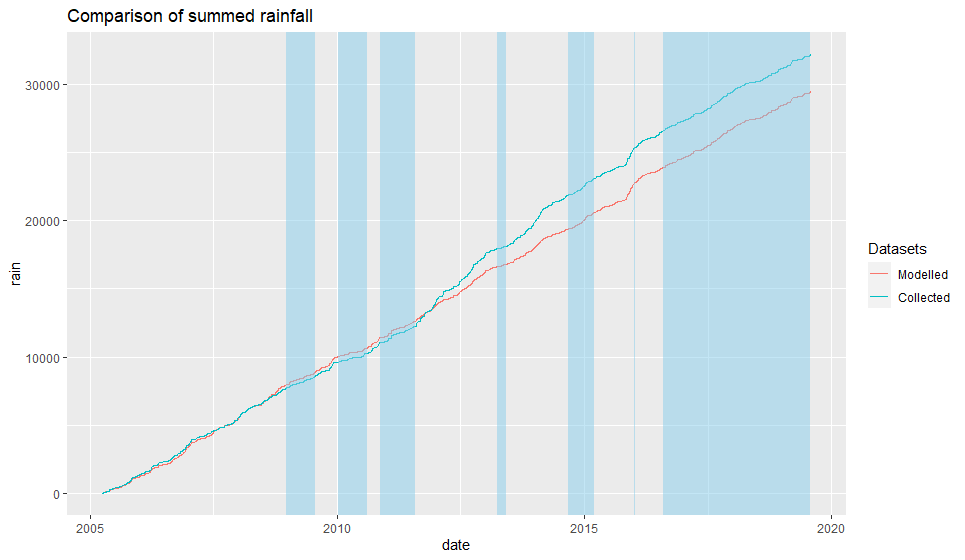 Comparison of summed rainfall
30000
20000
10000
0
rain
2005
2010
2015
2020
date
Datasets
Modelled
Collected